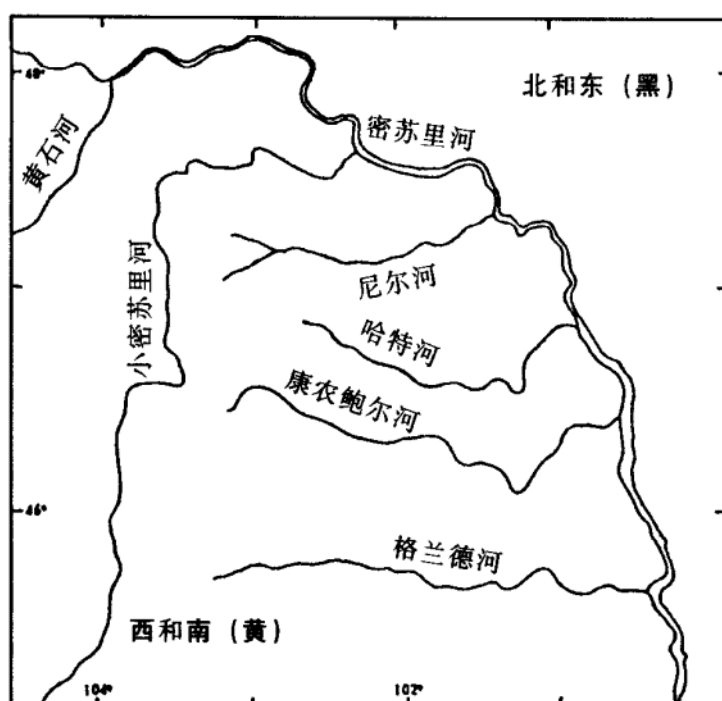 48°
北和东（黑）
密苏里河
黄石河
小密苏里河
尼尔河
哈特河
康农鲍尔河
46°
格兰德河
西和南（黄）
104°
102°